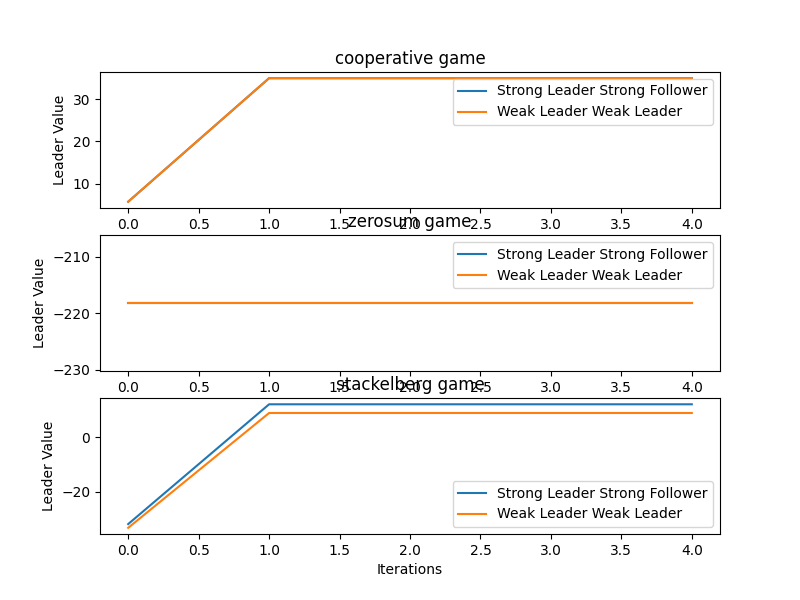 cooperative game
Leader Value
30
20
10
Strong Leader Strong Follower
Weak Leader Weak Leader
0.0 0.5 1.0 1.5 2.0 2.5 3.0 3.5 4.0
zerosum game
Leader Value
−210
−220
−230
Strong Leader Strong Follower
Weak Leader Weak Leader
0.0 0.5 1.0 1.5 2.0 2.5 3.0 3.5 4.0
stackelberg game
Leader Value
0
−20
Strong Leader Strong Follower
Weak Leader Weak Leader
0.0 0.5 1.0 1.5 2.0 2.5 3.0 3.5 4.0
Iterations